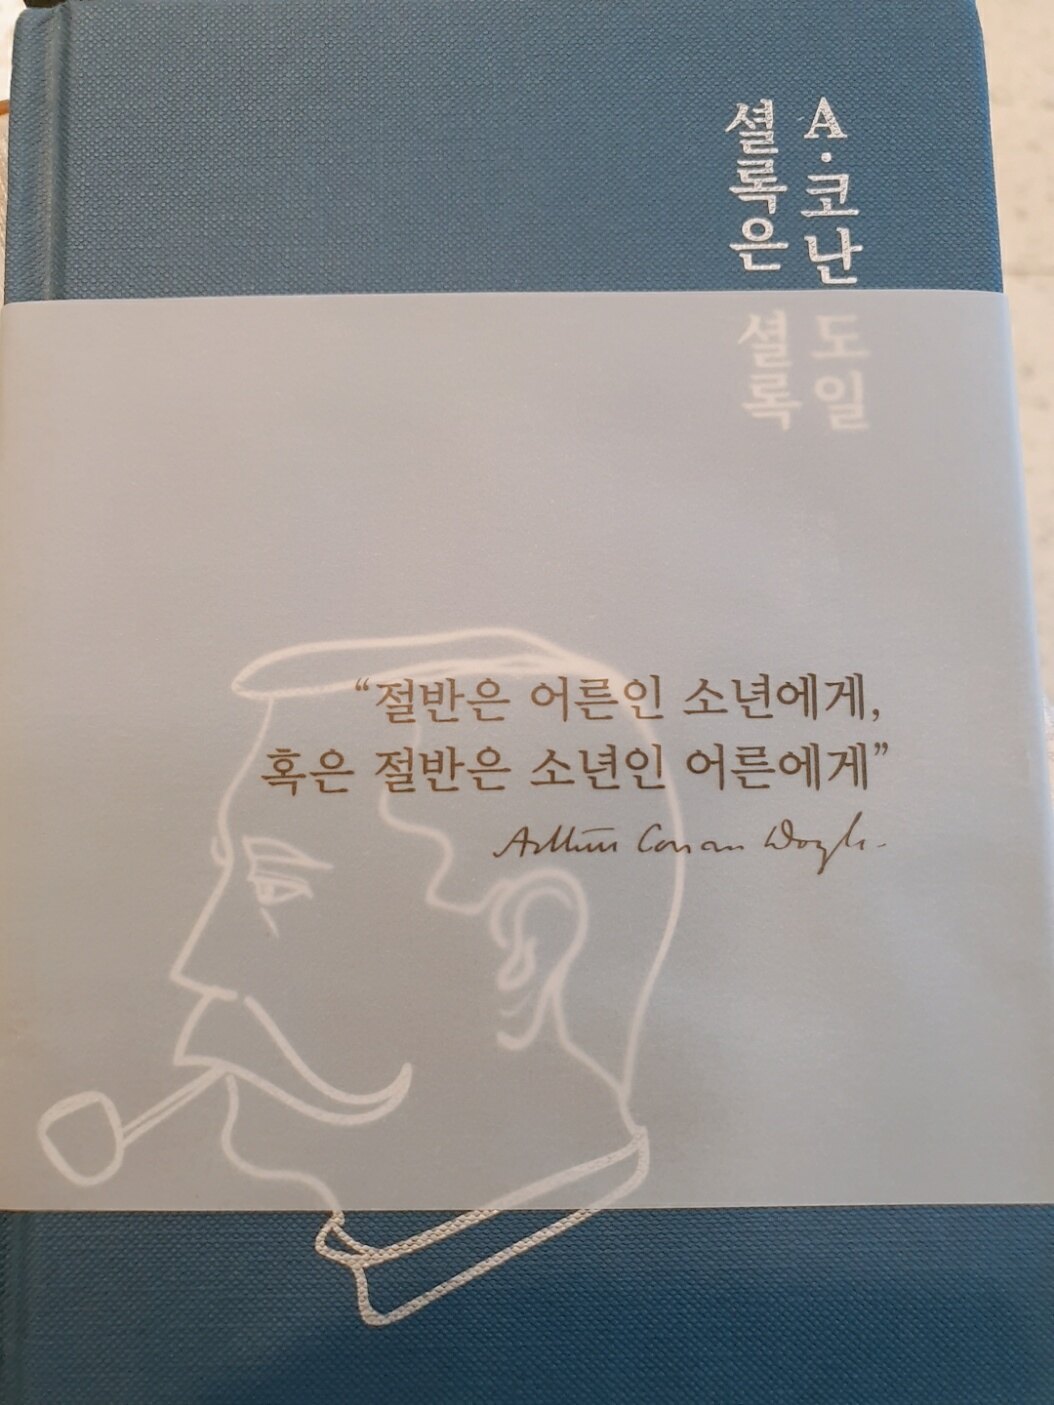 A·코난 도일
셜록은 셜록
“절반은 어른인 소년에게,
혹은 절반은 소년인 어른에게”
Arthur Conan Doyle.